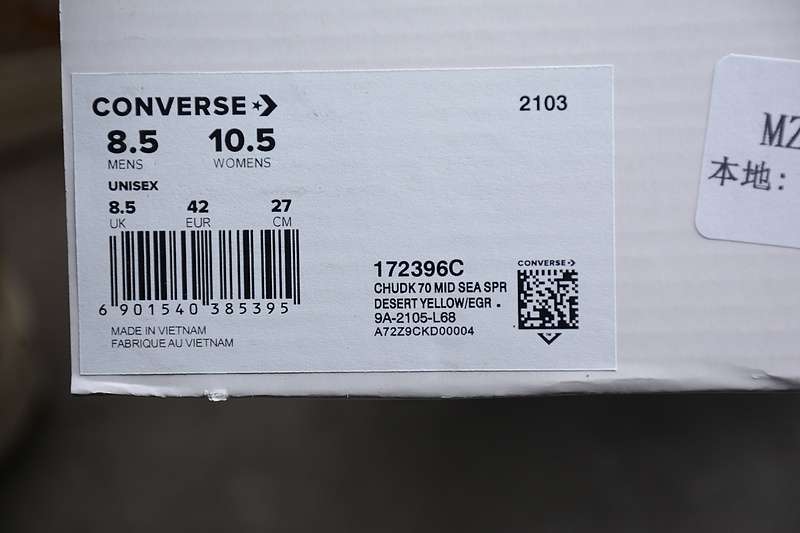 CONVERSE
2103
8.5 10.5
MENS WOMENS
UNISEX
8.5 42 27
UK EUR CM
6 901540 385395
MADE IN VIETNAM
FABRIQUE AU VIETNAM
172396C
CHUDK 70 MID SEA SPR
DESERT YELLOW/EGR .
9A-2105-L68
A72Z9CKD00004
CONVERSE
MZ
本地: